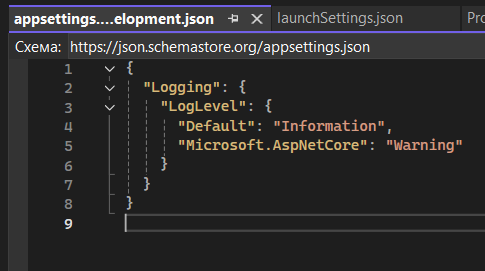 appsettings....elopment.json
launchSettings.json
Схема: https://json.schemastore.org/appsettings.json
1 {
2 "Logging": {
3 "LogLevel": {
4 "Default": "Information",
5 "Microsoft.AspNetCore": "Warning"
6 }
7 }
8 }
9